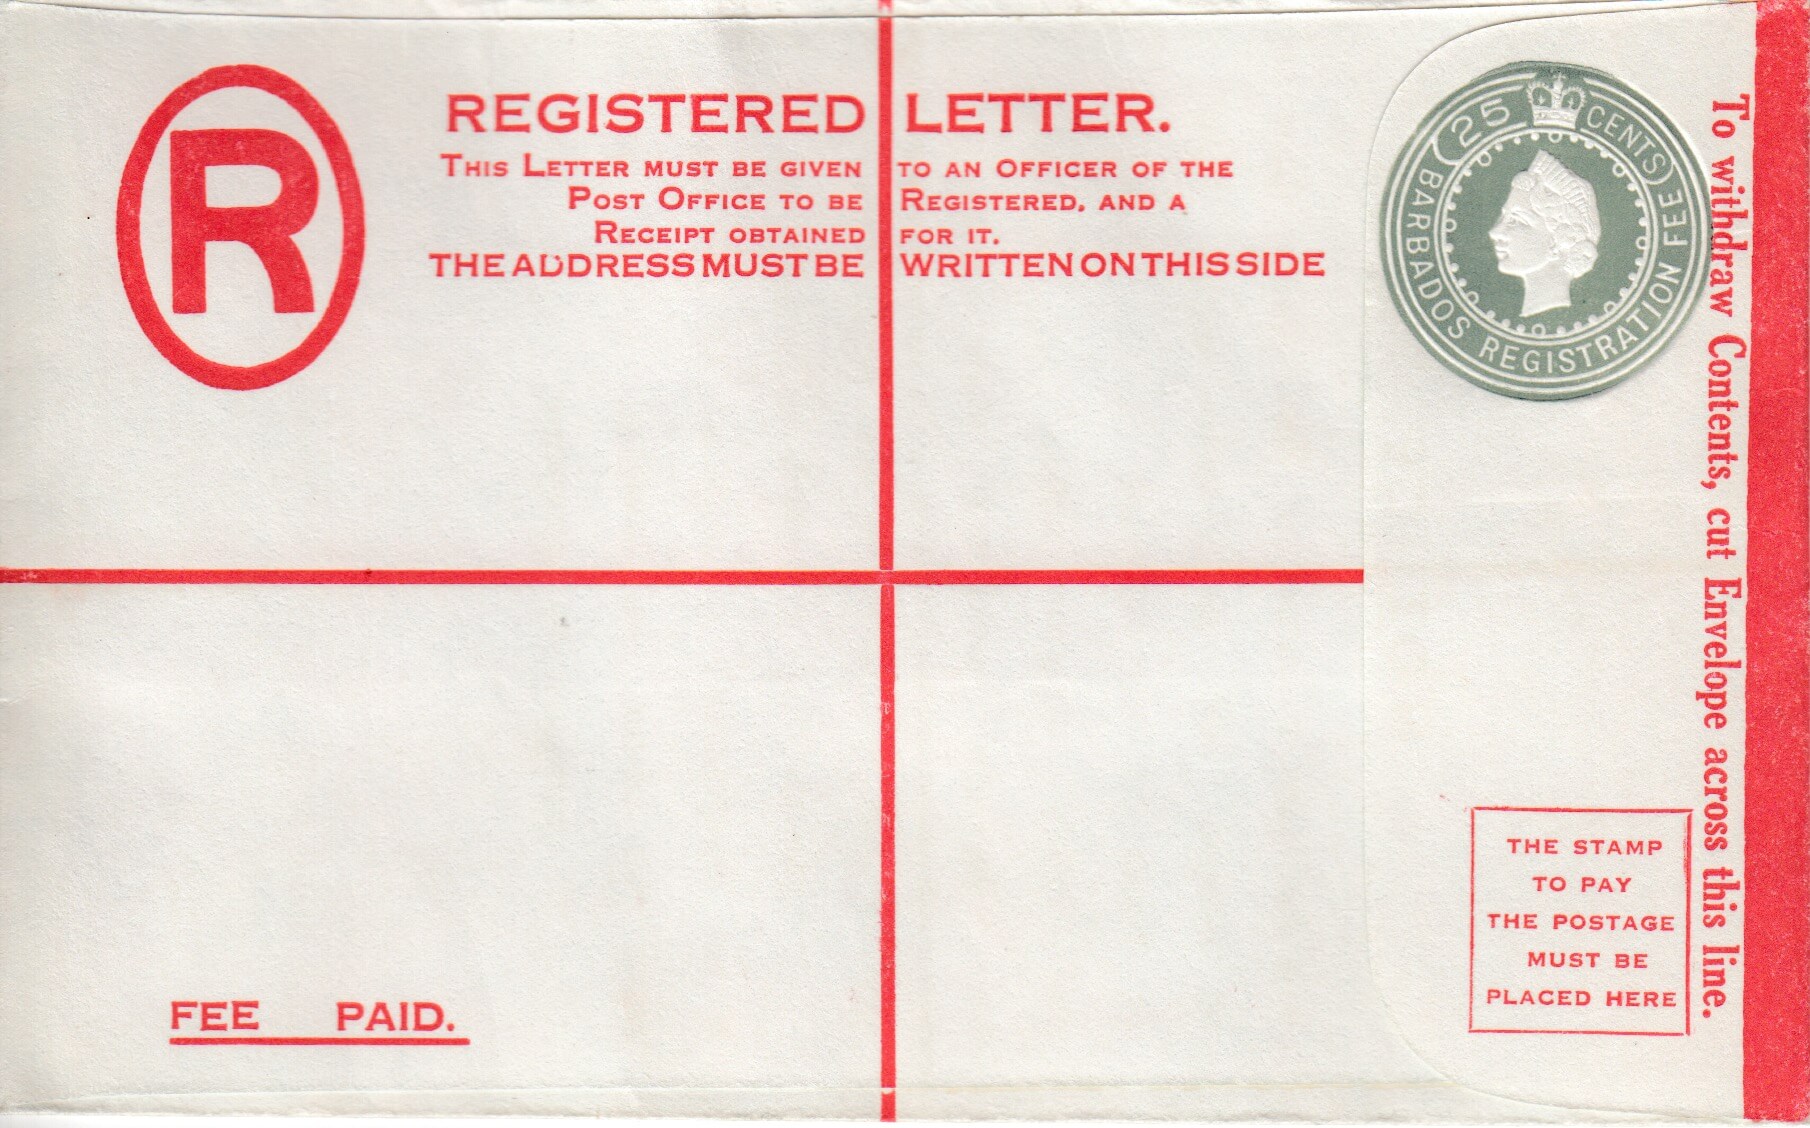 R
REGISTERED LETTER.
THIS LETTER MUST BE GIVEN TO AN OFFICER OF THE
POST OFFICE TO BE REGISTERED, AND A
RECEIPT OBTAINED FOR IT.
THE ADDRESS MUST BE WRITTEN ON THIS SIDE
25 CENTS
BARBADOS REGISTRATION FEE
To withdraw Contents, cut Envelope across this line.
THE STAMP
TO PAY
THE POSTAGE
MUST BE
PLACED HERE
FEE PAID.